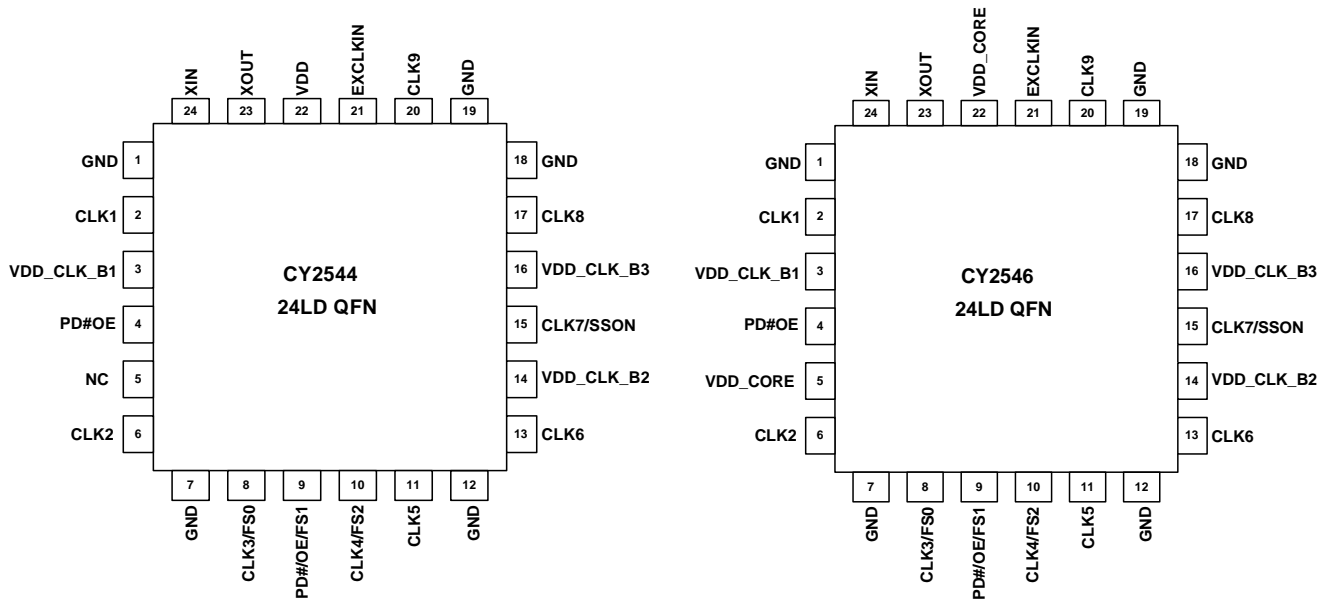 XIN
XOUT
VDD
EXCLKIN
CLK9
GND
24
23
22
21
20
19
GND 1
CLK1 2
VDD_CLK_B1 3
PD#OE 4
NC 5
CLK2 6
CY2544
24LD QFN
18 GND
17 CLK8
16 VDD_CLK_B3
15 CLK7/SSON
14 VDD_CLK_B2
13 CLK6
7
8
9
10
11
12
GND
CLK3/FS0
PD#/OE/FS1
CLK4/FS2
CLK5
GND
XIN
XOUT
VDD_CORE
EXCLKIN
CLK9
GND
24
23
22
21
20
19
GND 1
CLK1 2
VDD_CLK_B1 3
PD#OE 4
VDD_CORE 5
CLK2 6
CY2546
24LD QFN
18 GND
17 CLK8
16 VDD_CLK_B3
15 CLK7/SSON
14 VDD_CLK_B2
13 CLK6
7
8
9
10
11
12
GND
CLK3/FS0
PD#/OE/FS1
CLK4/FS2
CLK5
GND